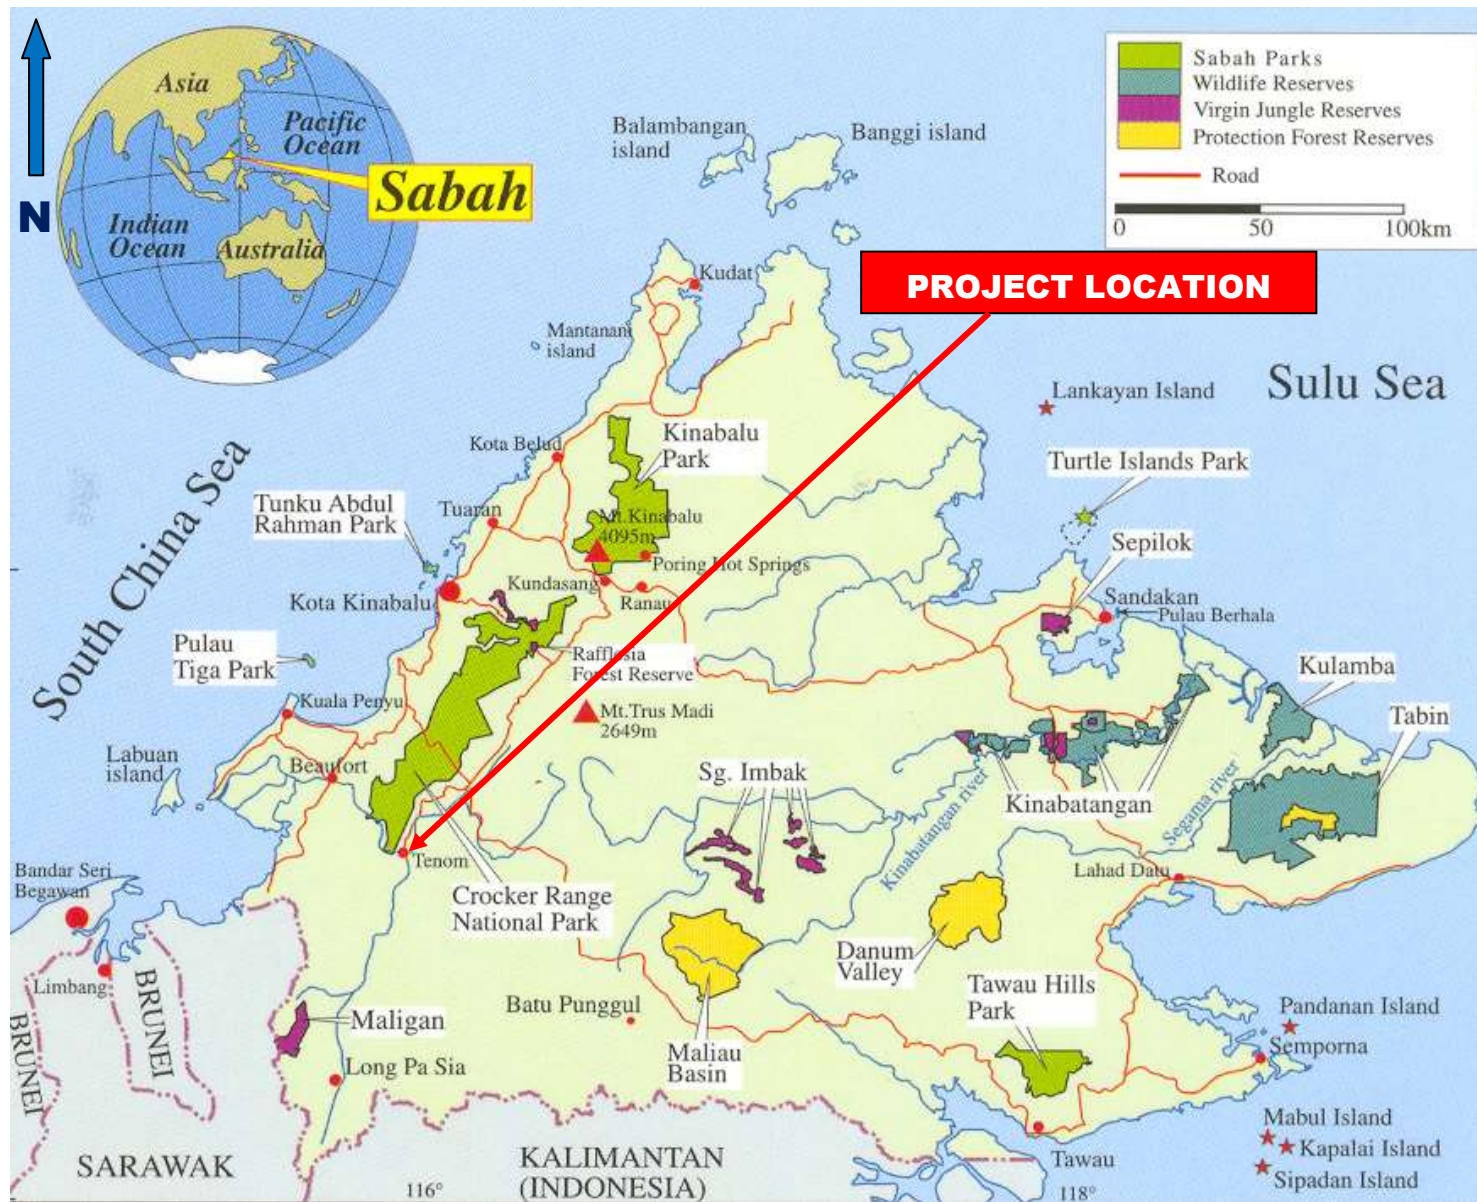 N
Asia
Pacific
Ocean
Indian
Ocean
Australia
Sabah
Sabah Parks
Wildlife Reserves
Virgin Jungle Reserves
Protection Forest Reserves
Road
0 50 100km
PROJECT LOCATION
Balambangan
island
Banggi island
Kudat
Mantanani
island
South China Sea
Sulu Sea
Lankayan Island
Turtle Islands Park
Kota Belud
Kinabalu
Park
Tunku Abdul
Rahman Park
Tuaran
Mt.Kinabalu
4095m
Poring Hot Springs
Kundasang
Ranau
Kota Kinabalu
Sepilok
Sandakan
Pulau Berhala
Pulau
Tiga Park
Rafflesia
Forest Reserve
Kuala Penyu
Mt.Trus Madi
2649m
Kulamba
Tabin
Labuan
island
Beaufort
Sg. Imbak
Kinabatangan
Kinabatangan river
Segama river
Tenom
Lahad Datu
Bandar Seri
Begawan
Crocker Range
National Park
Danum
Valley
Limbang
BRUNEI
BRUNEI
Batu Punggul
Tawau Hills
Park
Pandanan Island
Semporna
Maligan
Maliau
Basin
Long Pa Sia
Mabul Island
Kapalai Island
Sipadan Island
Tawau
SARAWAK
KALIMANTAN
(INDONESIA)
116°
118°